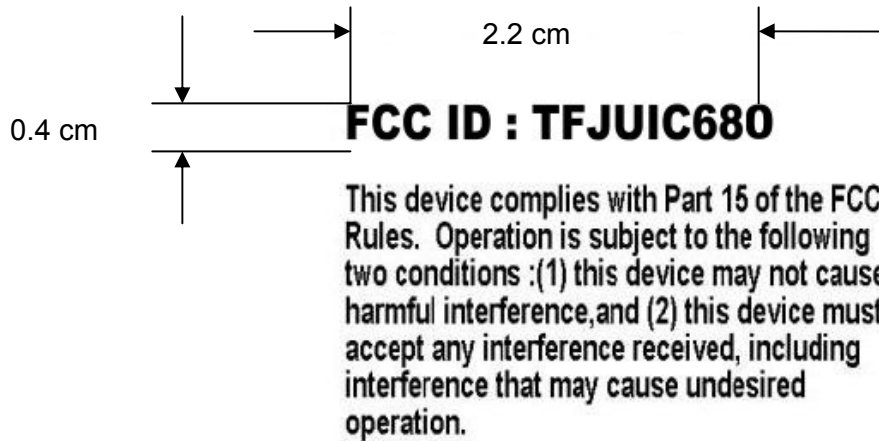 2.2 cm
0.4 cm
FCC ID : TFJUIC680
This device complies with Part 15 of the FCC
Rules. Operation is subject to the following
two conditions :(1) this device may not cause
harmful interference,and (2) this device must
accept any interference received, including
interference that may cause undesired
operation.